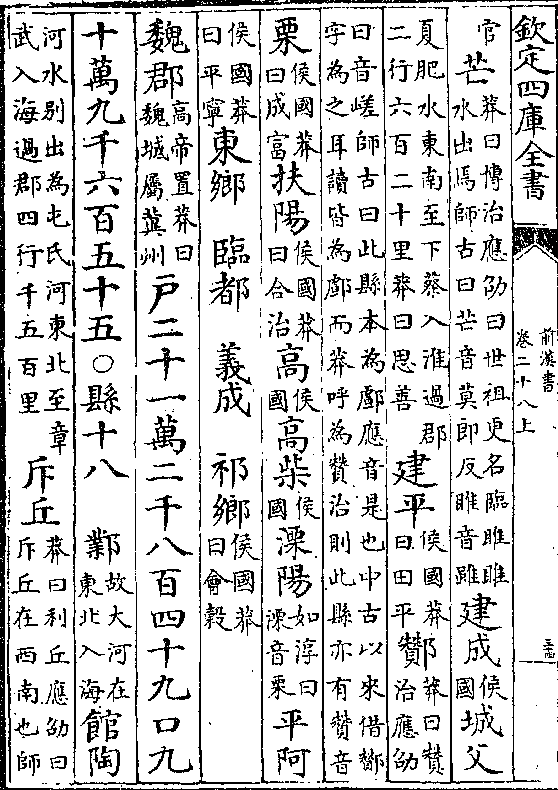 欽定四庫全書 前漢書 卷二十八上
官芒莽曰博治應劭曰世祖更名臨睢睢水出焉師古曰芒音莫郎反睢音雖建成侯國城父
夏肥水東南至下蔡入淮過郡二行六百二十里莽曰思善建平侯國莽曰田平酇莽曰賛治應劭
曰音嵯師古曰此縣本為䣜應音是也中古以來借酇字為之耳讀皆為䣜而莽呼為賛治則此縣亦有賛音
栗侯國莽曰成富扶陽侯國莽曰合治高侯國高柴侯國溧陽如淳曰溧音栗平阿
侯國莽曰平寧東鄉 臨都 義成 祁鄉侯國莽曰會穀
魏郡高帝置莽曰魏城屬冀州戶二十一萬二千八百四十九口九
十萬九千六百五十五○縣十八 鄴故大河在東北入海館陶
河水别出為屯氏河東北至章武入海過郡四行千五百里斥丘莽曰利丘應劭曰斥丘在西南也師